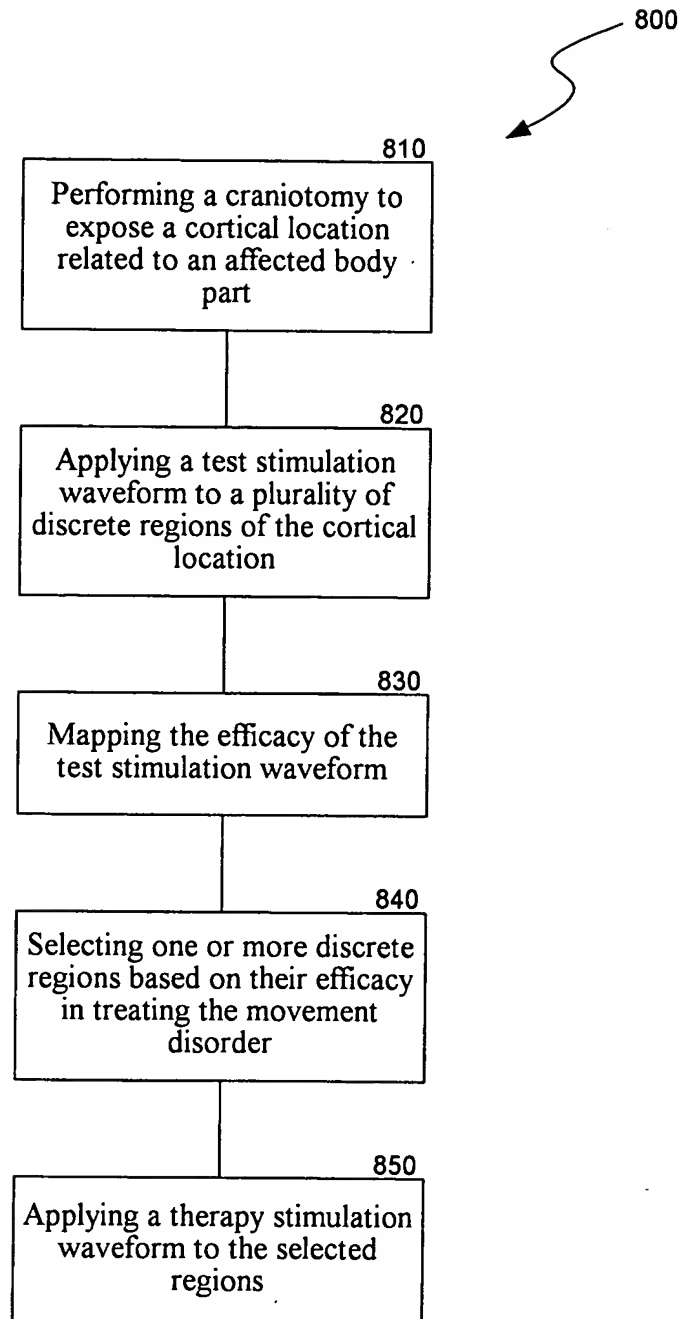 800
810
Performing a craniotomy to
expose a cortical location
related to an affected body
part
820
Applying a test stimulation
waveform to a plurality of
discrete regions of the cortical
location
830
Mapping the efficacy of the
test stimulation waveform
840
Selecting one or more discrete
regions based on their efficacy
in treating the movement
disorder
850
Applying a therapy stimulation
waveform to the selected
regions